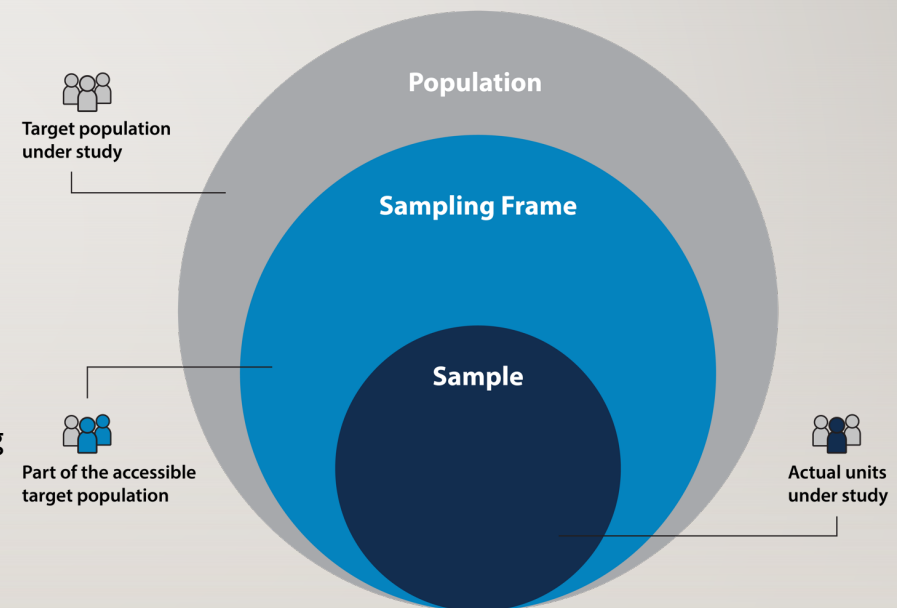 Population
Target population
under study
Sampling Frame
Sample
g
Part of the accessible
target population
Actual units
under study